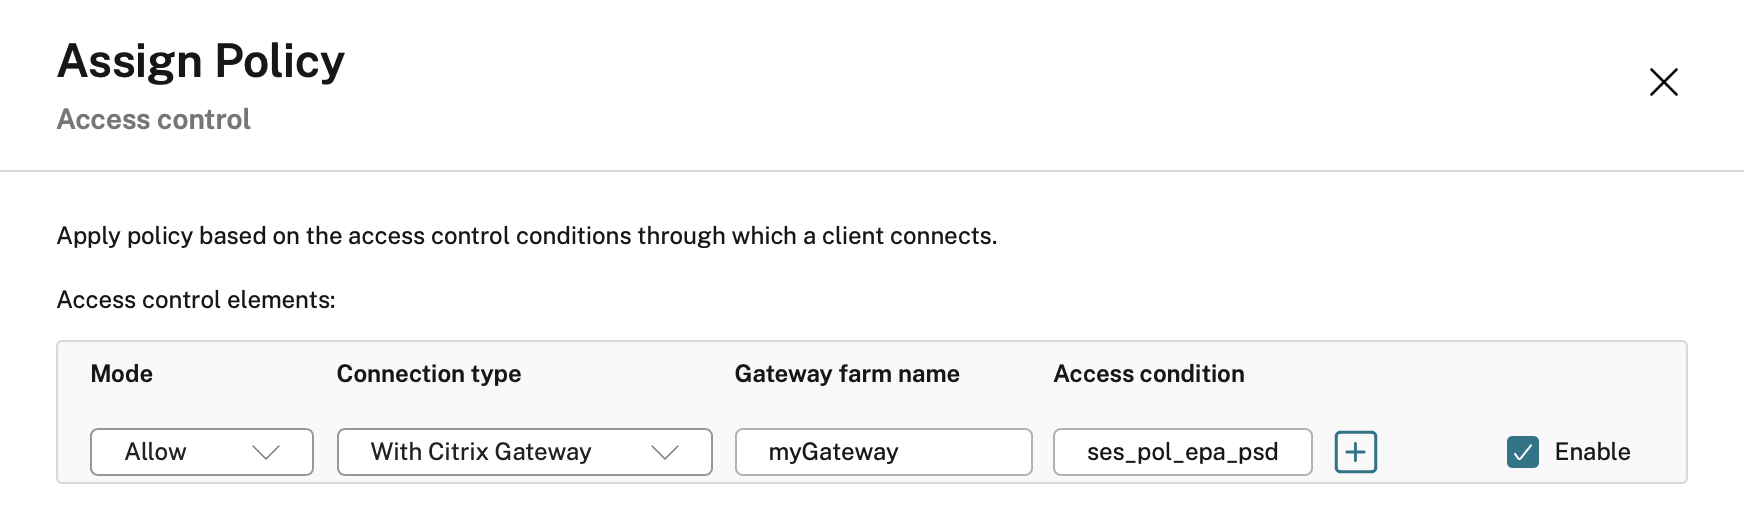 Assign Policy
Access control
Apply policy based on the access control conditions through which a client connects.
Access control elements:
Mode Connection type Gateway farm name Access condition
Allow With Citrix Gateway myGateway ses_pol_epa_psd Enable